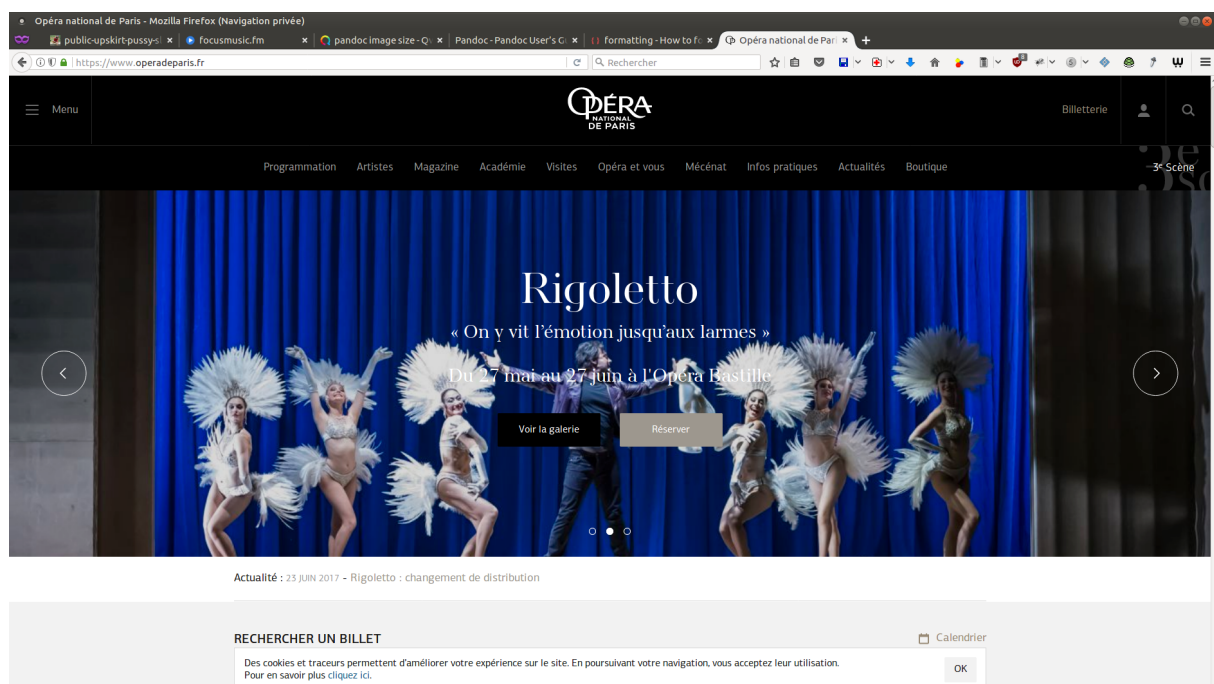 Opéra national de Paris - Mozilla Firefox (Navigation privée)
public-upskirt-pussy-sl
focusmusic.fm
pandoc image size - Q
Pandoc - Pandoc User's G
formatting - How to f
Opéra national de Par
https://www.operadeparis.fr
Rechercher
Menu
OPÉRA
NATIONAL
DE PARIS
Billetterie
Programmation Artistes Magazine Académie Visites Opéra et vous Mécénat Infos pratiques Actualités Boutique
3e Scène
Rigoletto
« On y vit l'émotion jusqu'aux larmes »
Du 27 mai au 27 juin à l'Opéra Bastille
Voir la galerie
Réserver
Actualité : 23 JUIN 2017 - Rigoletto : changement de distribution
RECHERCHER UN BILLET
Calendrier
Des cookies et traceurs permettent d'améliorer votre expérience sur le site. En poursuivant votre navigation, vous acceptez leur utilisation.
Pour en savoir plus cliquez ici.
OK